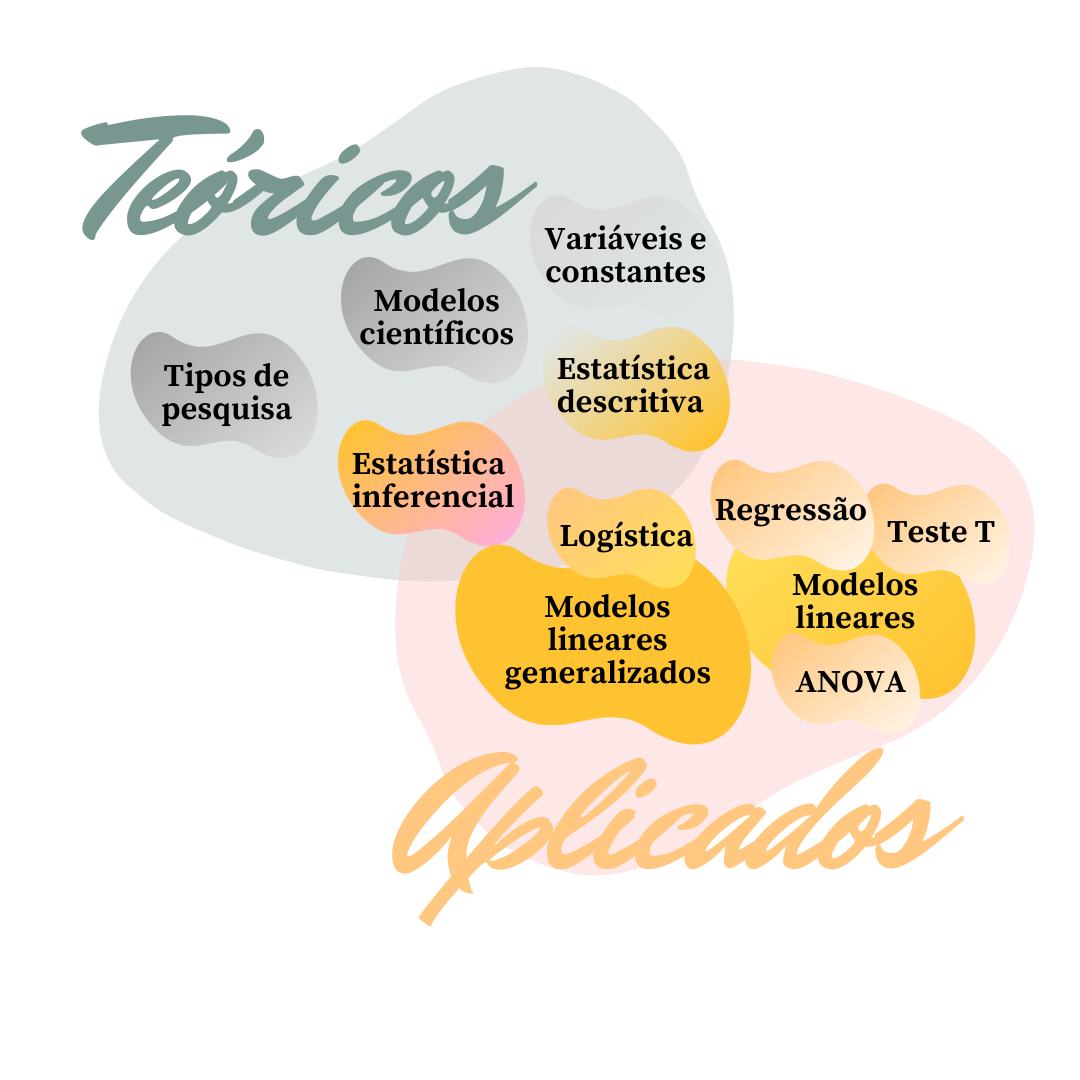 Teóricos
Variáveis e
constantes
Modelos
científicos
Tipos de
pesquisa
Estatística
descritiva
Estatística
inferencial
Logística
Regressão
Teste T
Modelos
lineares
Modelos
lineares
generalizados
ANOVA
Aplicados